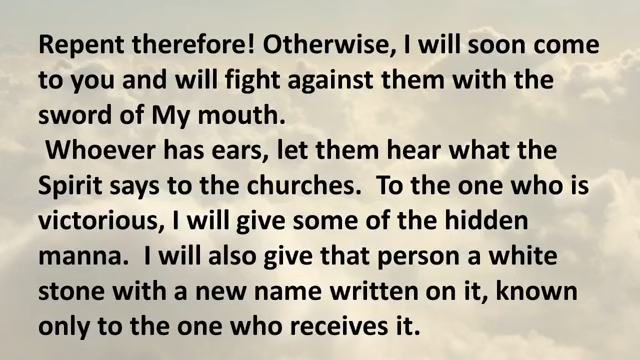 Repent therefore! Otherwise, I will soon come
to you and will fight against them with the
sword of My mouth.
Whoever has ears, let them hear what the
Spirit says to the churches.  To the one who is
victorious, I will give some of the hidden
manna.  I will also give that person a white
stone with a new name written on it, known
only to the one who receives it.